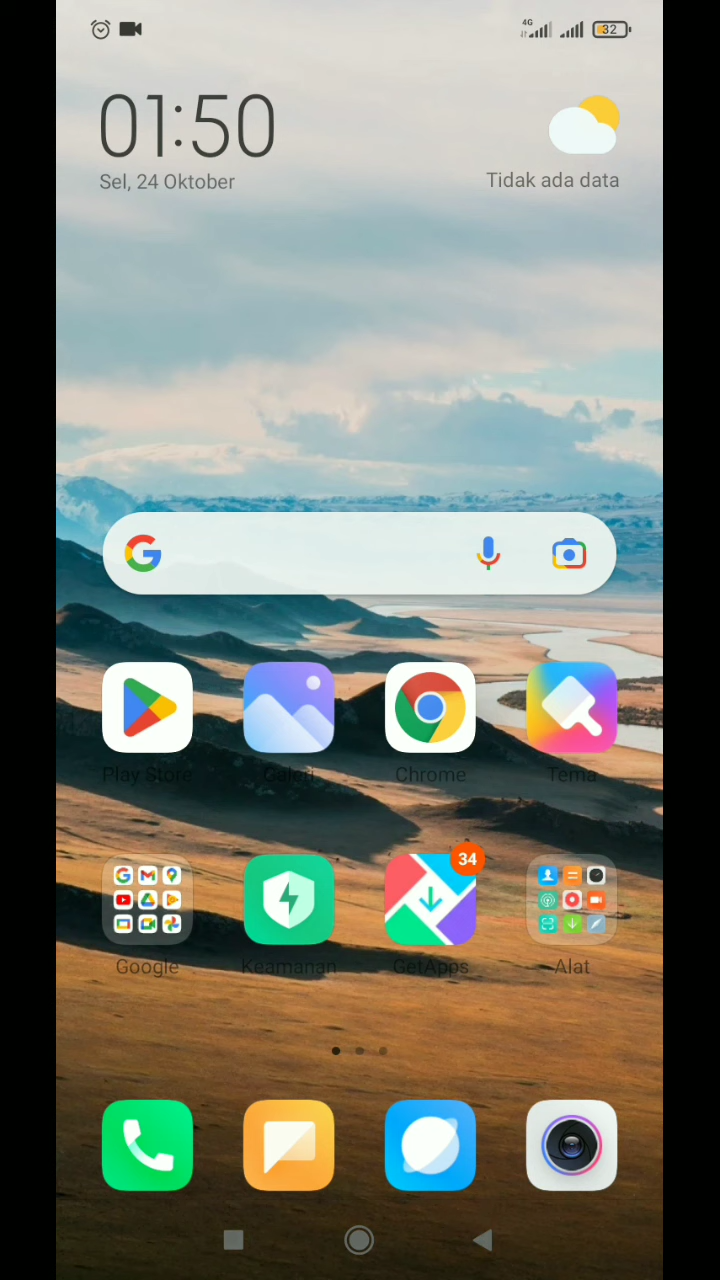 4G 32
01:50
Sel, 24 Oktober
Tidak ada data
Play Store Galeri Chrome Tema
34
Google Keamanan GetApps Alat